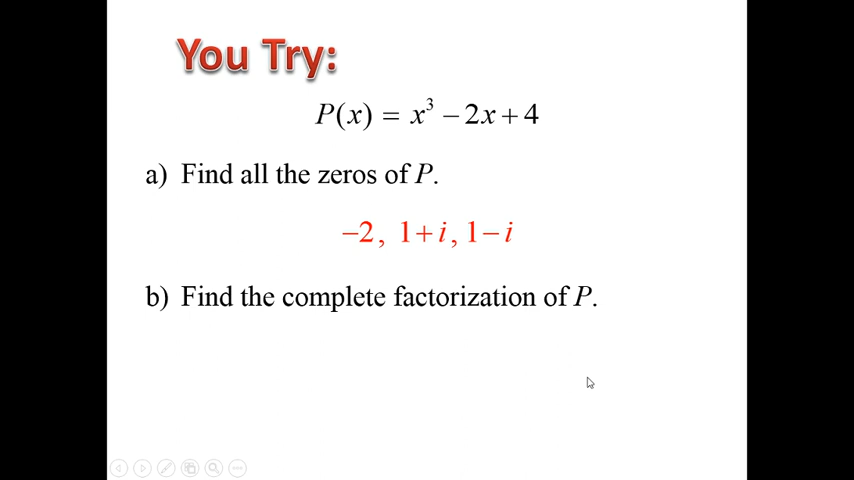 You Try:
P(x) = x³ − 2x + 4
a) Find all the zeros of P.
−2, 1+i, 1−i
b) Find the complete factorization of P.